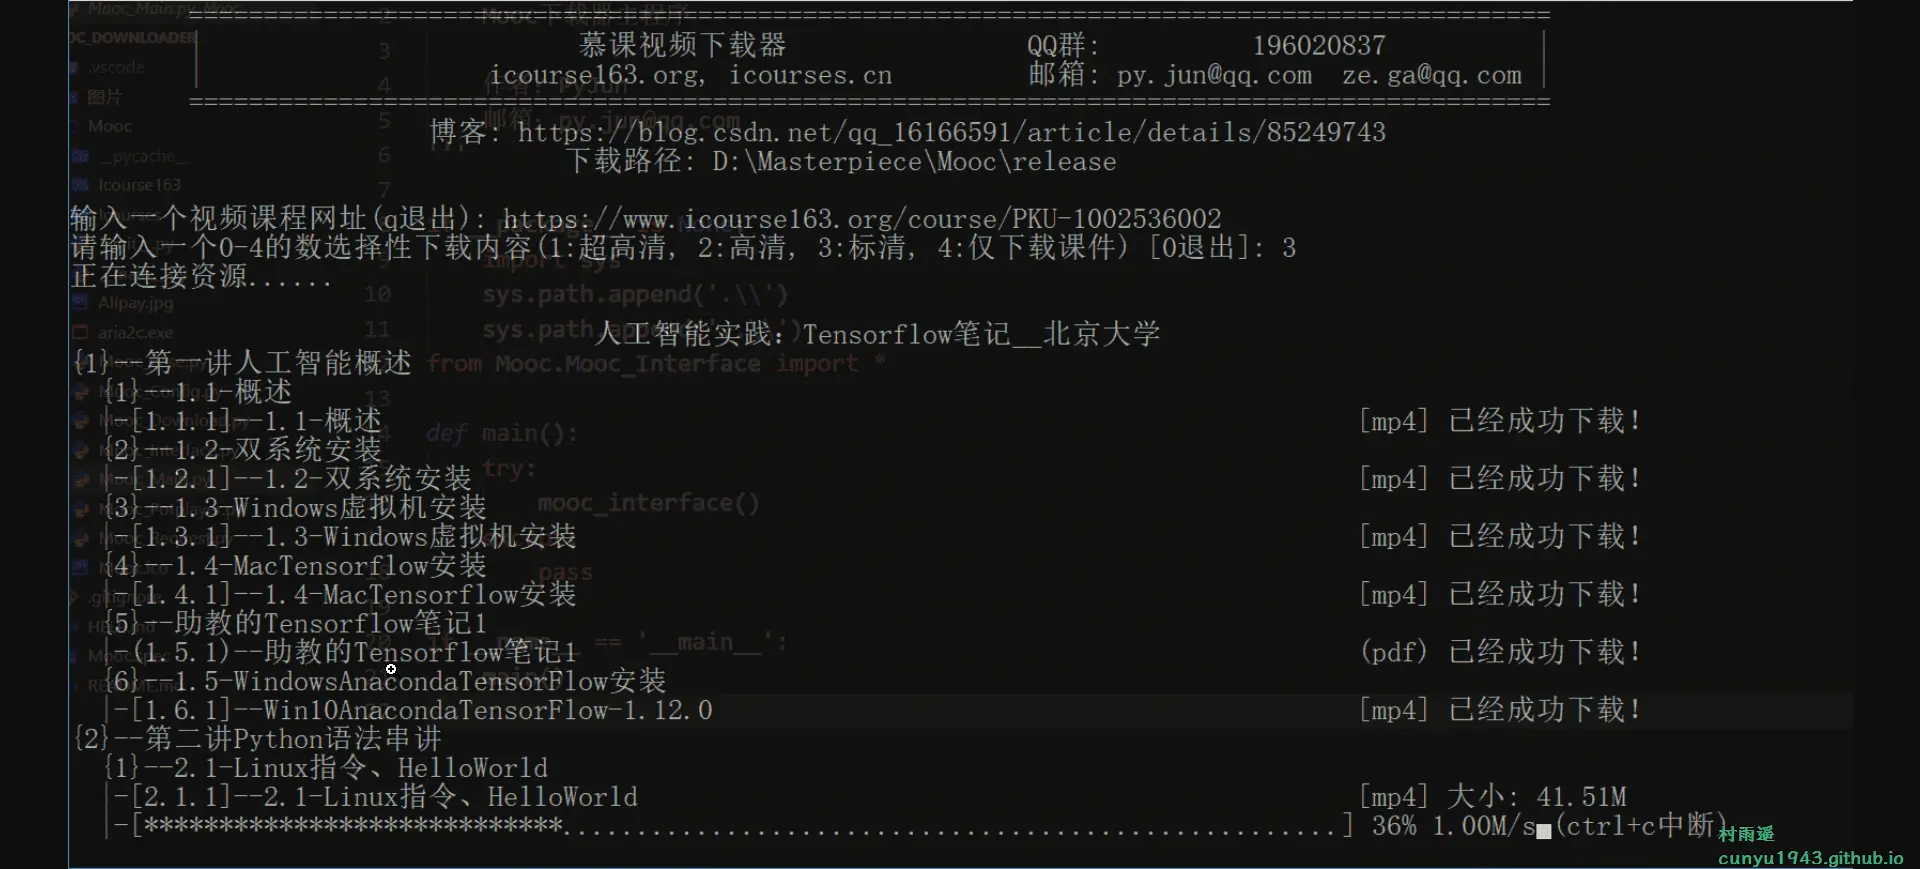 慕课视频下载器 QQ群: 196020837
icourse163.org, icourses.cn 邮箱: py.jun@qq.com ze.ga@qq.com
博客: https://blog.csdn.net/qq_16166591/article/details/85249743
下载路径: D:\Masterpiece\Mooc\release
输入一个视频课程网址(q退出): https://www.icourse163.org/course/PKU-1002536002
请输入一个0-4的数选择性下载内容(1:超高清, 2:高清, 3:标清, 4:仅下载课件) [0退出]: 3
正在连接资源......
人工智能实践: Tensorflow笔记__北京大学
{1}--第一讲人工智能概述
{1}--1.1-概述
|-[1.1.1]--1.1-概述 [mp4] 已经成功下载!
{2}--1.2-双系统安装
|-[1.2.1]--1.2-双系统安装 [mp4] 已经成功下载!
{3}--1.3-Windows虚拟机安装
|-[1.3.1]--1.3-Windows虚拟机安装 [mp4] 已经成功下载!
{4}--1.4-MacTensorflow安装
|-[1.4.1]--1.4-MacTensorflow安装 [mp4] 已经成功下载!
{5}--助教的Tensorflow笔记1
|-(1.5.1)--助教的Tensorflow笔记1 (pdf) 已经成功下载!
{6}--1.5-WindowsAnacondaTensorFlow安装
|-[1.6.1]--Win10AnacondaTensorFlow-1.12.0 [mp4] 已经成功下载!
{2}--第二讲Python语法串讲
{1}--2.1-Linux指令、HelloWorld
|-[2.1.1]--2.1-Linux指令、HelloWorld [mp4] 大小: 41.51M
|-[****************************....................................................] 36% 1.00M/s (ctrl+c中断)
村雨遥
cunyu1943.github.io